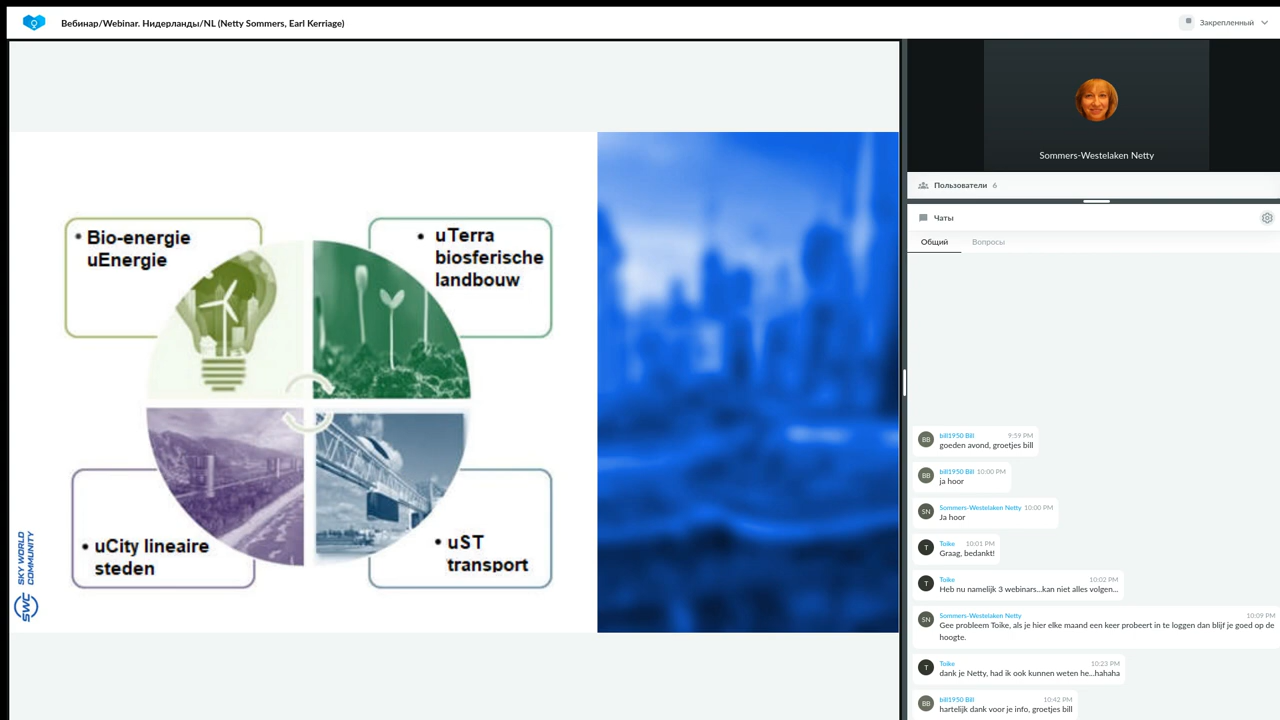 Вебинар/Webinar. Нидерланды/NL (Netty Sommers, Earl Kerriage)
Закрепленный
• Bio-energie
uEnergie
• uTerra
biosferische
landbouw
• uCity lineaire
steden
• uST
transport
SKY WORLD
COMMUNITY
SWC
Sommers-Westelaken Netty
Пользователи 6
Чаты
Общий Вопросы
BB
bill1950 Bill 9:59 PM
goeden avond, groetjes bill
BB
bill1950 Bill 10:00 PM
ja hoor
SN
Sommers-Westelaken Netty 10:00 PM
Ja hoor
T
Toike 10:01 PM
Graag, bedankt!
T
Toike 10:02 PM
Heb nu namelijk 3 webinars...kan niet alles volgen...
SN
Sommers-Westelaken Netty 10:09 PM
Gee probleem Toike, als je hier elke maand een keer probeert in te loggen dan blijf je goed op de
hoogte.
T
Toike 10:23 PM
dank je Netty, had ik ook kunnen weten he...hahaha
BB
bill1950 Bill 10:42 PM
hartelijk dank voor je info, groetjes bill